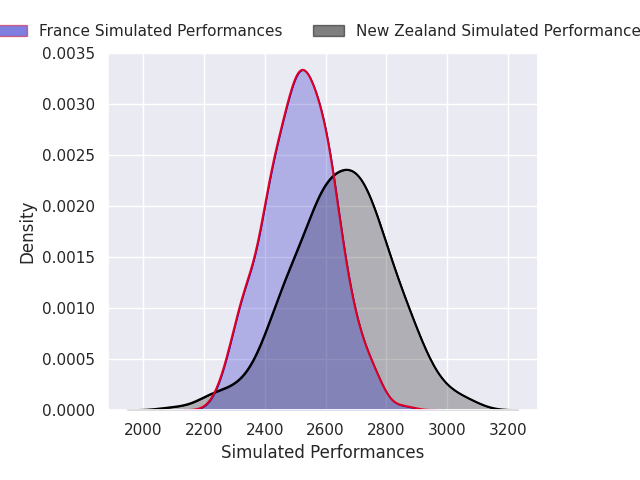 France Simulated Performances
New Zealand Simulated Performance
0.0035
0.0030
0.0025
0.0020
0.0015
0.0010
0.0005
0.0000
Density
2000 2200 2400 2600 2800 3000 3200
Simulated Performances